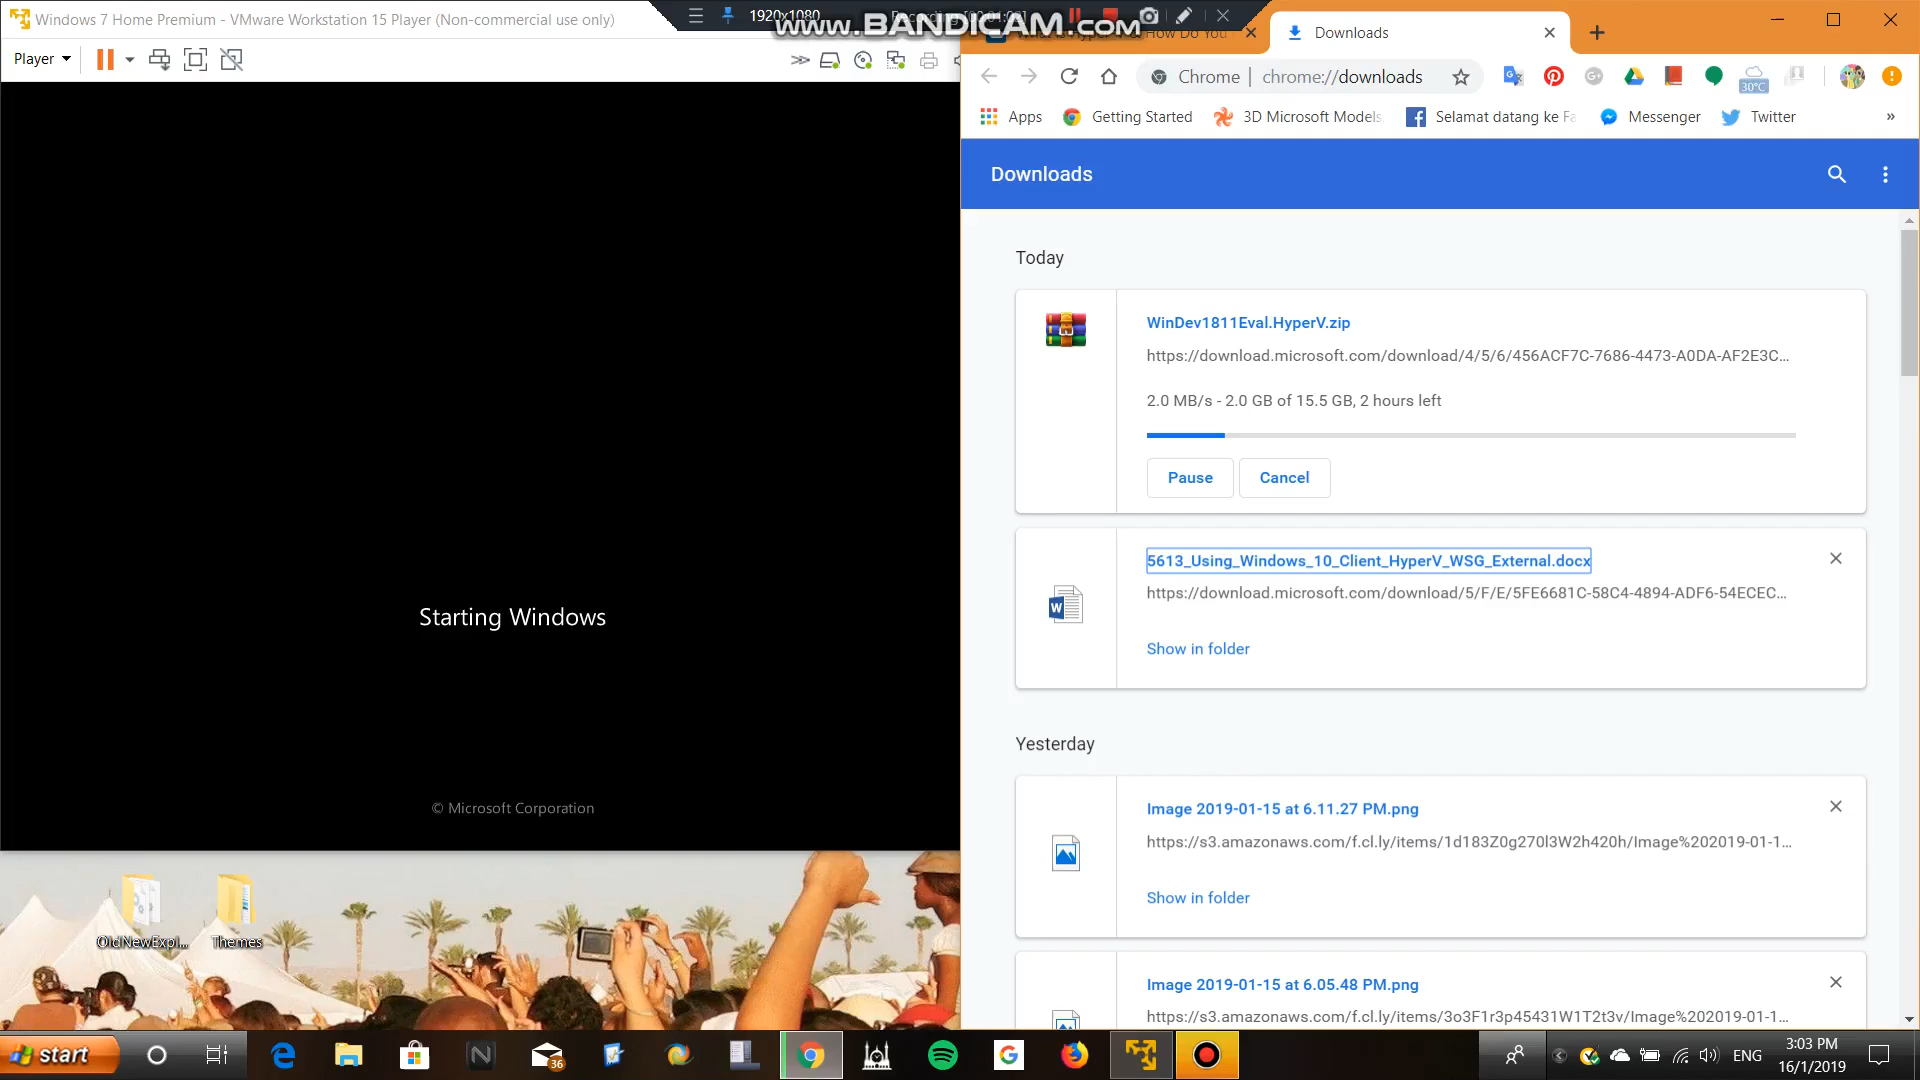 Windows 7 Home Premium - VMware Workstation 15 Player (Non-commercial use only)
1920x1080
www.BANDICAM.com
Downloads
Player
Chrome
chrome://downloads
30°C
Apps
Getting Started
3D Microsoft Models
Selamat datang ke Fa
Messenger
Twitter
»
Downloads
Today
WinDev1811Eval.HyperV.zip
https://download.microsoft.com/download/4/5/6/456ACF7C-7686-4473-A0DA-AF2E3C...
2.0 MB/s - 2.0 GB of 15.5 GB, 2 hours left
Pause
Cancel
5613_Using_Windows_10_Client_HyperV_WSG_External.docx
https://download.microsoft.com/download/5/F/E/5FE6681C-58C4-4894-ADF6-54ECEC...
Show in folder
Yesterday
Image 2019-01-15 at 6.11.27 PM.png
https://s3.amazonaws.com/f.cl.ly/items/1d183Z0g270l3W2h420h/Image%202019-01-1...
Show in folder
Image 2019-01-15 at 6.05.48 PM.png
https://s3.amazonaws.com/f.cl.ly/items/3o3F1r3p45431W1T2t3v/Image%202019-01-1...
Starting Windows
© Microsoft Corporation
OldNewExpl...
Themes
start
36
ENG
3:03 PM
16/1/2019